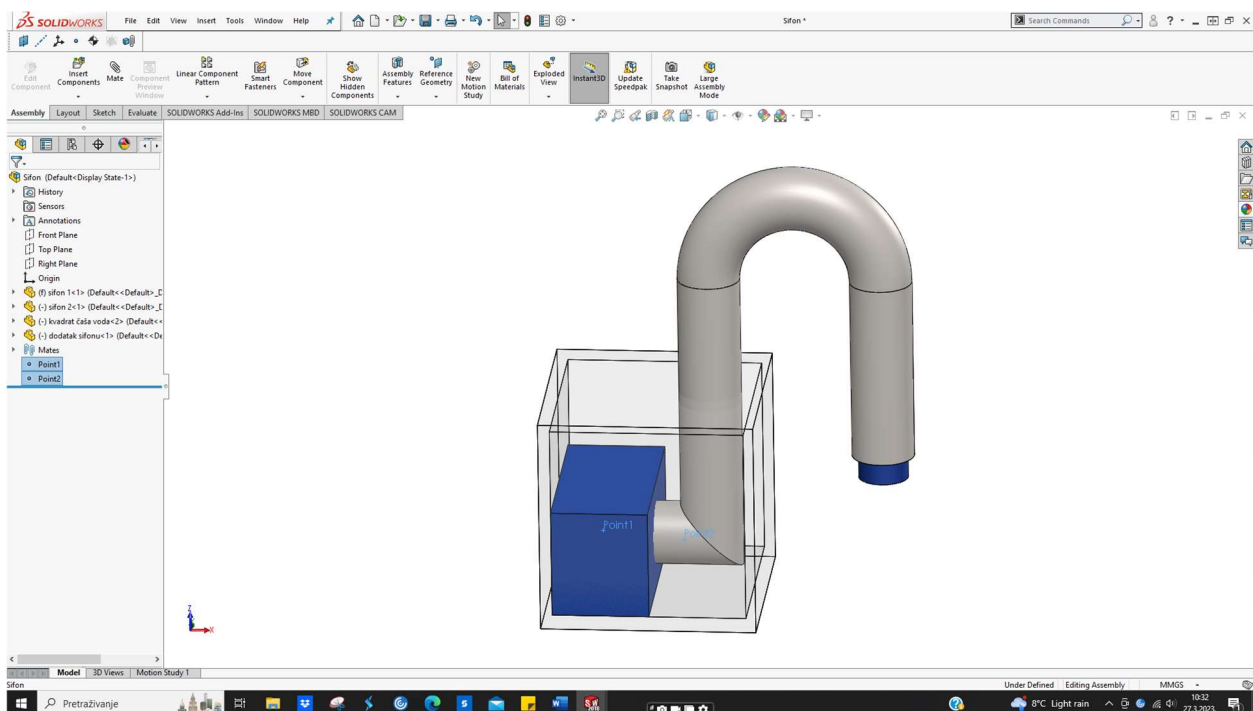 SOLIDWORKS File Edit View Insert Tools Window Help Sifon * Search Commands ?
Edit Component
Insert Components
Mate
Component Preview Window
Linear Component Pattern
Smart Fasteners
Move Component
Show Hidden Components
Assembly Features
Reference Geometry
New Motion Study
Bill of Materials
Exploded View
Instant3D
Update Speedpak
Take Snapshot
Large Assembly Mode
Assembly Layout Sketch Evaluate SOLIDWORKS Add-Ins SOLIDWORKS MBD SOLIDWORKS CAM
Sifon (Default<Display State-1>)
History
Sensors
Annotations
Front Plane
Top Plane
Right Plane
Origin
(f) sifon 1<1> (Default<<Default>_D
(-) sifon 2<1> (Default<<Default>_D
(-) kvadrat čaša voda<2> (Default<<
(-) dodatak sifonu<1> (Default<<De
Mates
Point1
Point2
Point1
Z
X
Model 3D Views Motion Study 1
Sifon Under Defined Editing Assembly MMGS
Pretraživanje 8°C Light rain 10:32
27.3.2023.